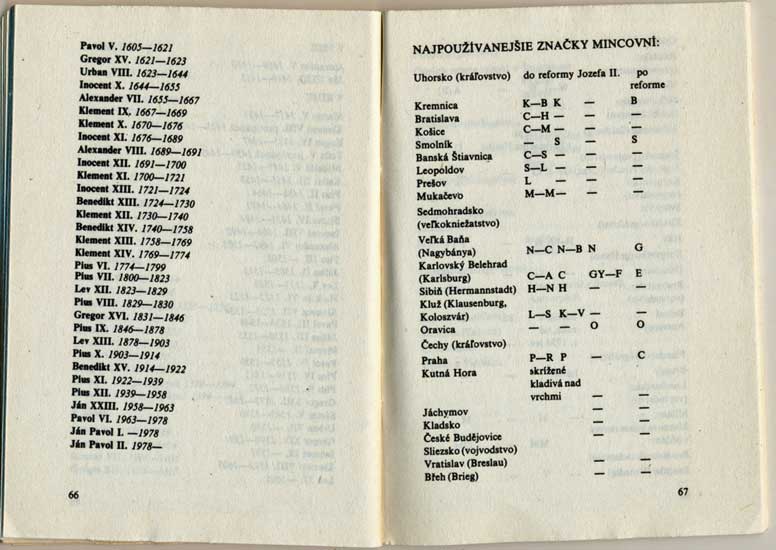 Pavol V. 1605—1621
Gregor XV. 1621—1623
Urban VIII. 1623—1644
Inocent X. 1644—1655
Alexander VII. 1655—1667
Klement IX. 1667—1669
Klement X. 1670—1676
Inocent XI. 1676—1689
Alexander VIII. 1689—1691
Inocent XII. 1691—1700
Klement XI. 1700—1721
Inocent XIII. 1721—1724
Benedikt XIII. 1724—1730
Klement XII. 1730—1740
Benedikt XIV. 1740—1758
Klement XIII. 1758—1769
Klement XIV. 1769—1774
Pius VI. 1774—1799
Pius VII. 1800—1823
Lev XII. 1823—1829
Pius VIII. 1829—1830
Gregor XVI. 1831—1846
Pius IX. 1846—1878
Lev XIII. 1878—1903
Pius X. 1903—1914
Benedikt XV. 1914—1922
Pius XI. 1922—1939
Pius XII. 1939—1958
Ján XXIII. 1958—1963
Pavol VI. 1963—1978
Ján Pavol I. —1978
Ján Pavol II. 1978—
66
NAJPOUŽÍVANEJŠIE ZNAČKY MINCOVNÍ:
Uhorsko (kráľovstvo) do reformy Jozefa II. po
reforme
Kremnica K—B K — B
Bratislava C—H — — —
Košice C—M — — —
Smolník — S — S
Banská Štiavnica C—S — — —
Leopoldov S—L — — —
Prešov L — — —
Mukačevo M—M— — —
Sedmohradsko
(veľkokniežatstvo)
Veľká Baňa
(Nagybánya) N—C N—B N G
Karlovský Belehrad
(Karlsburg) C—A C GY—F E
Sibiň (Hermannstadt) H—N H — —
Kluž (Klausenburg,
Koloszvár) L—S K—V — —
Oravica — — O O
Čechy (kráľovstvo)
Praha P—R P — C
Kutná Hora skrížené
kladivá nad
vrchmi — —
Jáchymov — —
Kladsko — —
České Budějovice — —
Sliezsko (vojvodstvo)
Vratislav (Breslau) — —
Břeh (Brieg) — —
67